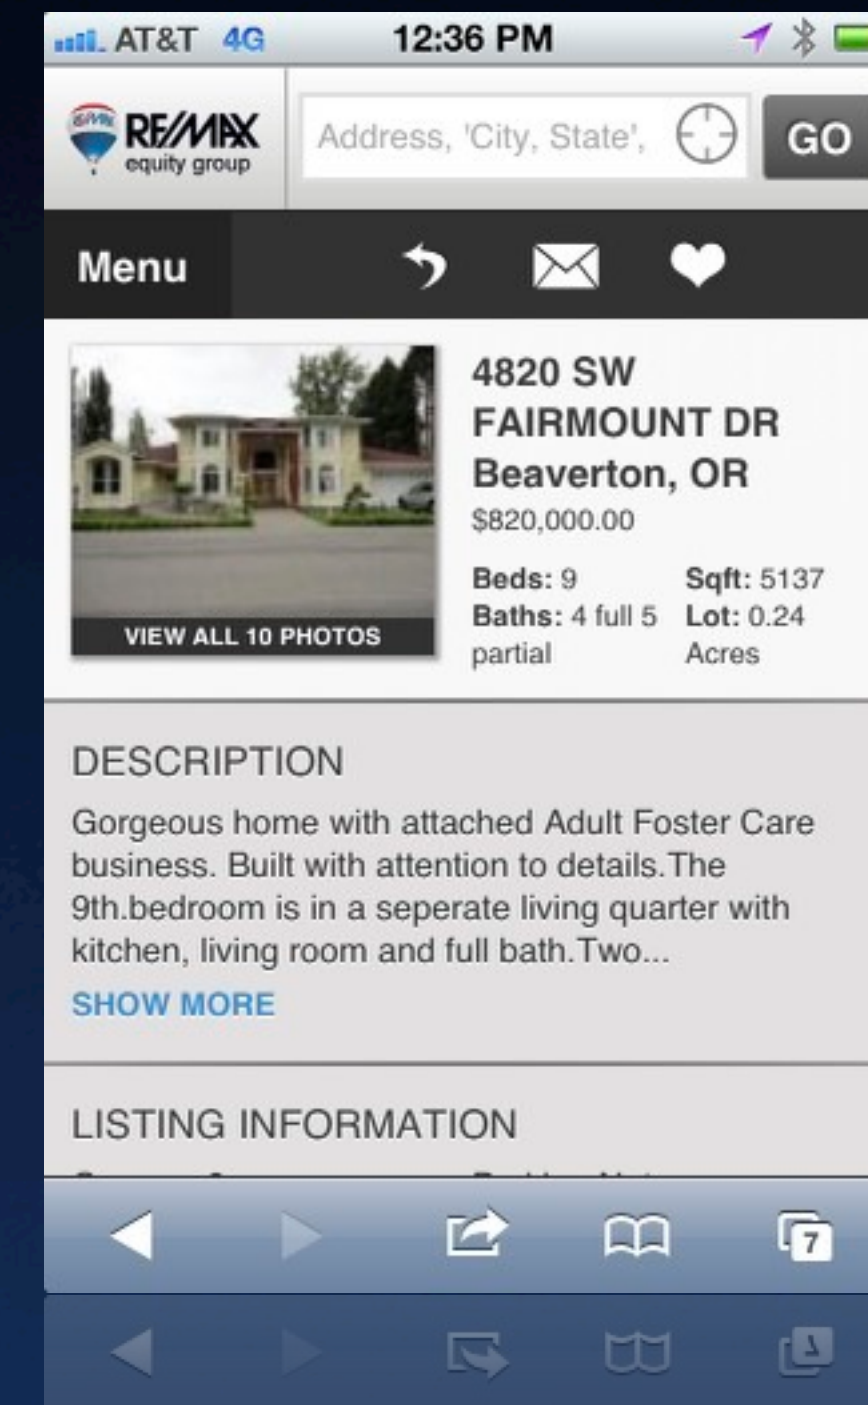 AT&T 4G 12:36 PM
RE/MAX
equity group
Address, 'City, State',
GO
Menu
VIEW ALL 10 PHOTOS
4820 SW
FAIRMOUNT DR
Beaverton, OR
$820,000.00
Beds: 9
Baths: 4 full 5
partial
Sqft: 5137
Lot: 0.24
Acres
DESCRIPTION
Gorgeous home with attached Adult Foster Care
business. Built with attention to details.The
9th.bedroom is in a seperate living quarter with
kitchen, living room and full bath.Two...
SHOW MORE
LISTING INFORMATION
7